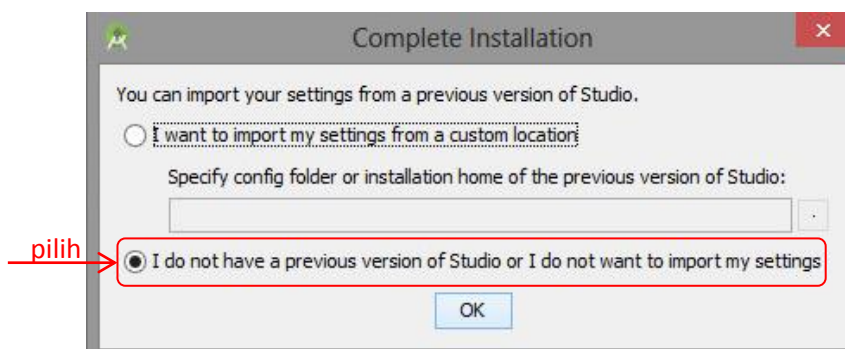 Complete Installation
You can import your settings from a previous version of Studio.
I want to import my settings from a custom location
Specify config folder or installation home of the previous version of Studio:
.
pilih
I do not have a previous version of Studio or I do not want to import my settings
OK